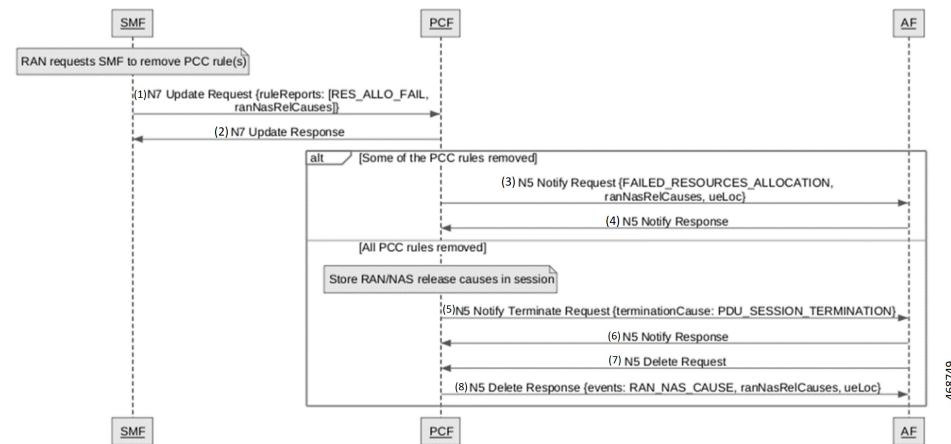 SMF
PCF
AF
RAN requests SMF to remove PCC rule(s)
(1)N7 Update Request {ruleReports: [RES_ALLO_FAIL,
ranNasRelCauses]}
(2) N7 Update Response
alt
[Some of the PCC rules removed]
(3) N5 Notify Request {FAILED_RESOURCES_ALLOCATION,
ranNasRelCauses, ueLoc}
(4) N5 Notify Response
[All PCC rules removed]
Store RAN/NAS release causes in session
(5)N5 Notify Terminate Request {terminationCause: PDU_SESSION_TERMINATION}
(6) N5 Notify Response
(7) N5 Delete Request
(8) N5 Delete Response {events: RAN_NAS_CAUSE, ranNasRelCauses, ueLoc}
SMF
PCF
AF
468749